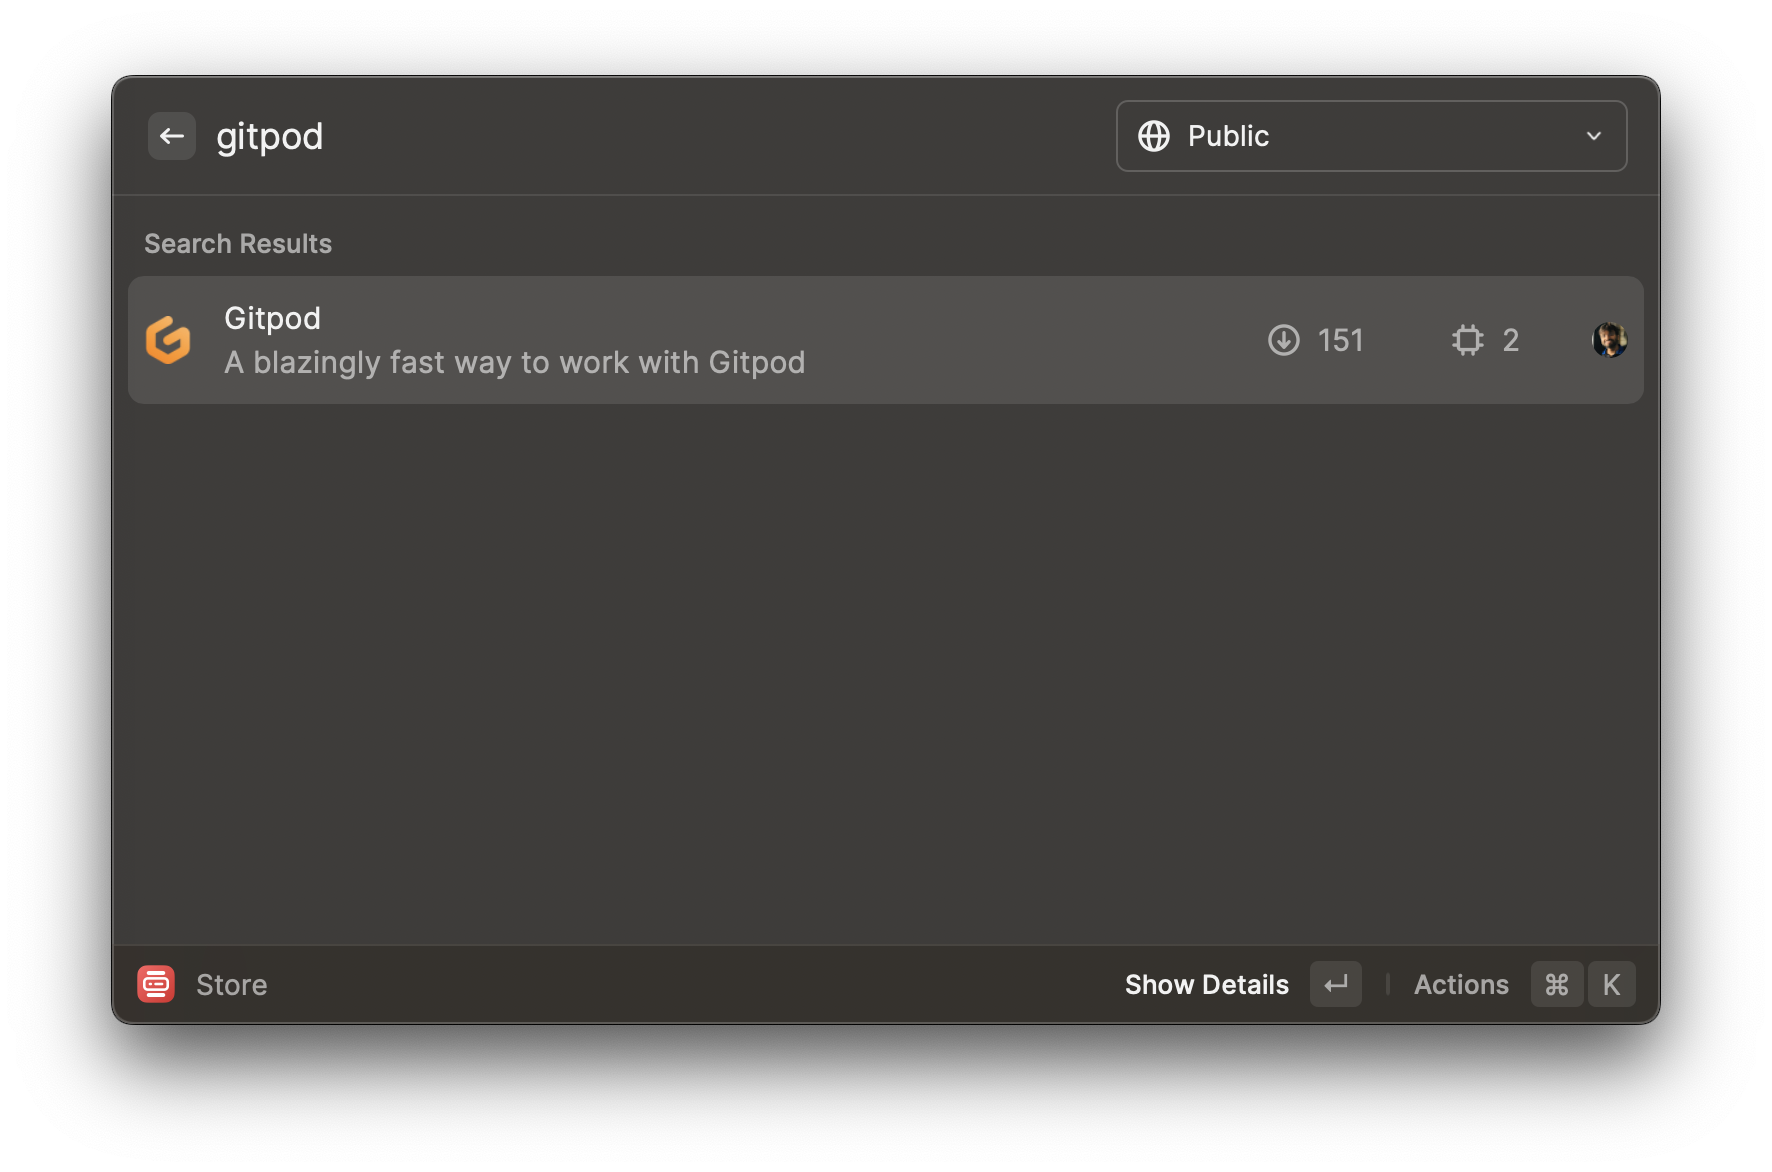 gitpod
Public
Search Results
Gitpod
A blazingly fast way to work with Gitpod
151
2
Store
Show Details
Actions
⌘ K